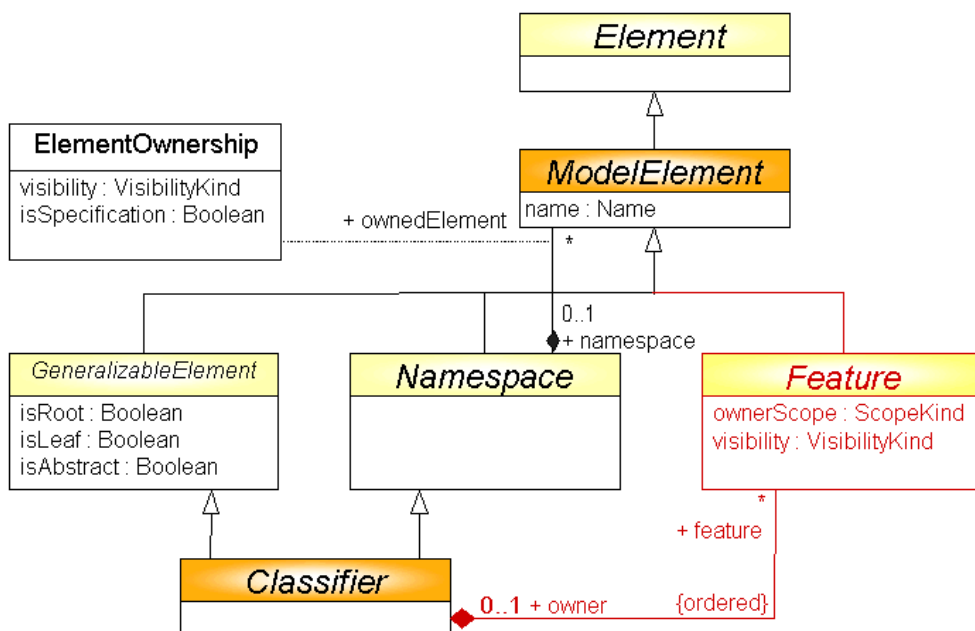 Element
ElementOwnership
visibility : VisibilityKind
isSpecification : Boolean
ModelElement
name : Name
+ ownedElement
*
0..1
+ namespace
GeneralizableElement
isRoot : Boolean
isLeaf : Boolean
isAbstract : Boolean
Namespace
Feature
ownerScope : ScopeKind
visibility : VisibilityKind
*
+ feature
Classifier
0..1 + owner
{ordered}